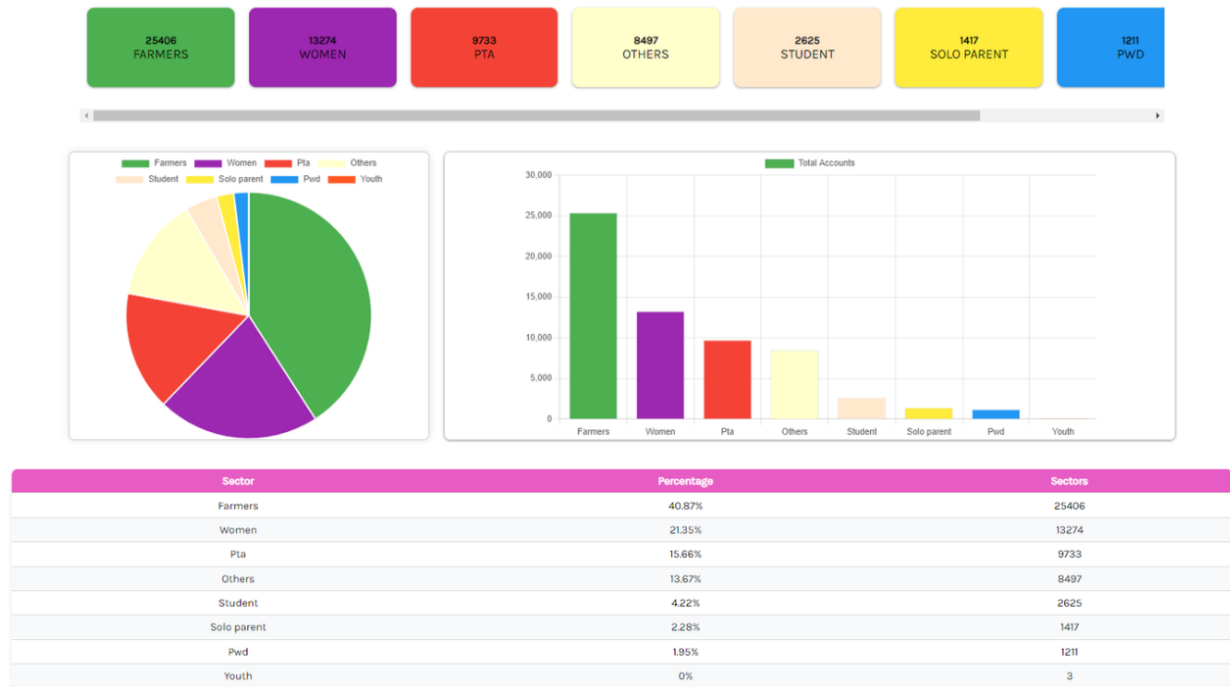 25406 13274 9733 8497 2625 1417 1211
FARMERS WOMEN PTA OTHERS STUDENT SOLO PARENT PWD
Farmers Women Pta Others
Student Solo parent Pwd Youth
Total Accounts
30,000
25,000
20,000
15,000
10,000
5,000
0
Farmers Women Pta Others Student Solo parent Pwd Youth
Sector Percentage Sectors
Farmers 40.87% 25406
Women 21.35% 13274
Pta 15.66% 9733
Others 13.67% 8497
Student 4.22% 2625
Solo parent 2.28% 1417
Pwd 1.95% 1211
Youth 0% 3